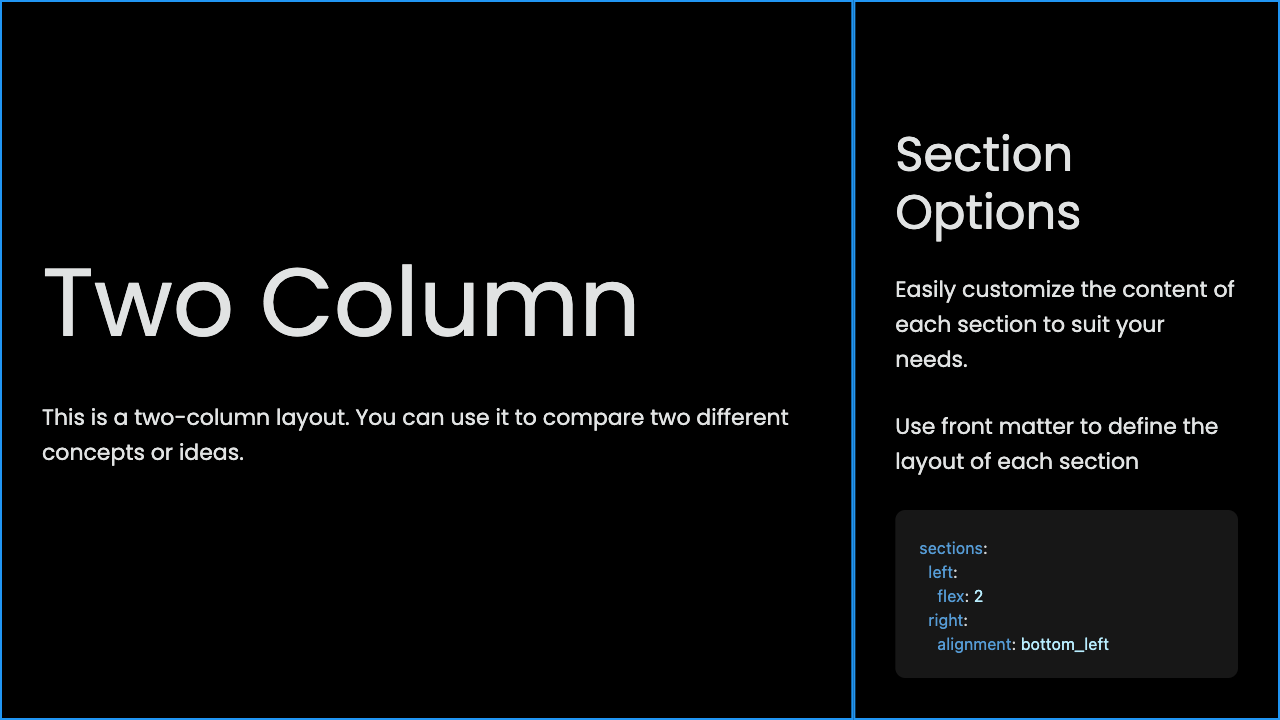 Two Column
This is a two-column layout. You can use it to compare two different
concepts or ideas.
Section
Options
Easily customize the content of
each section to suit your
needs.
Use front matter to define the
layout of each section
sections:
  left:
    flex: 2
  right:
    alignment: bottom_left